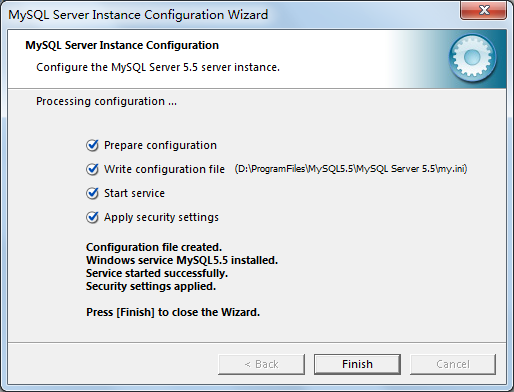 MySQL Server Instance Configuration Wizard
MySQL Server Instance Configuration
Configure the MySQL Server 5.5 server instance.
Processing configuration ...
Prepare configuration
Write configuration file (D:\ProgramFiles\MySQL5.5\MySQL Server 5.5\my.ini)
Start service
Apply security settings
Configuration file created.
Windows service MySQL5.5 installed.
Service started successfully.
Security settings applied.
Press [Finish] to close the Wizard.
< Back Finish Cancel